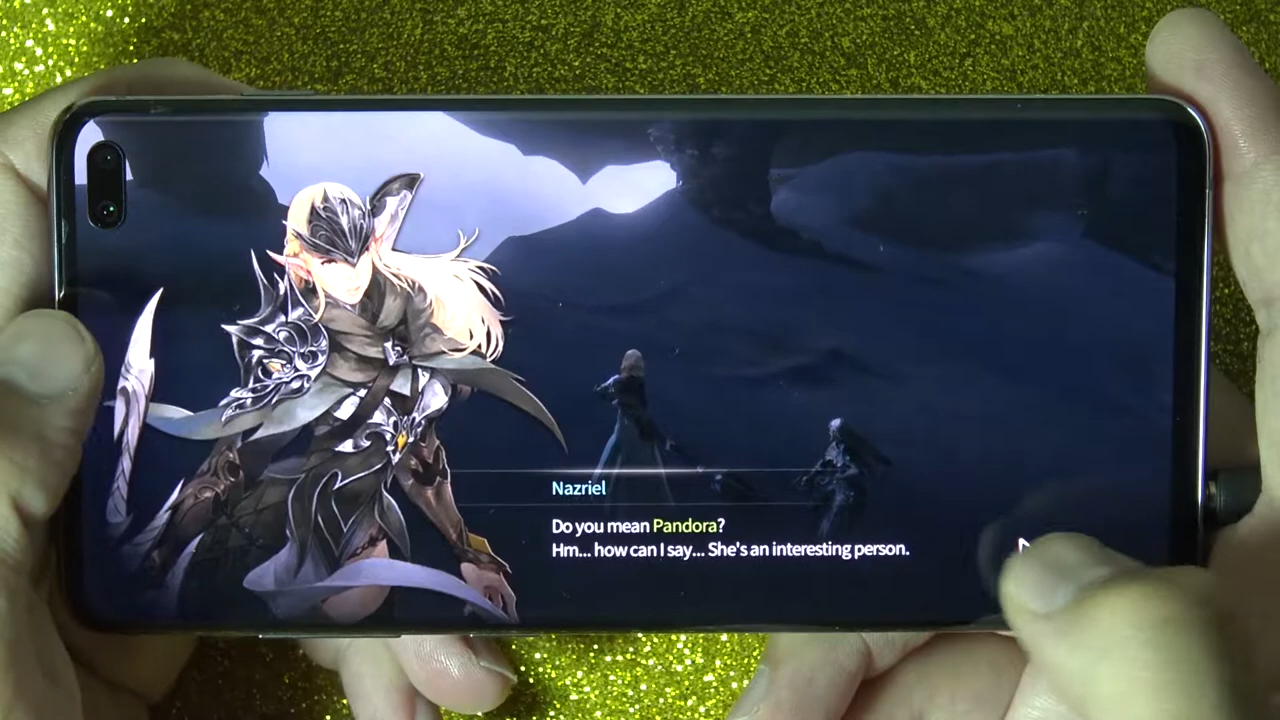 Nazriel
Do you mean Pandora?
Hm... how can I say... She's an interesting person.